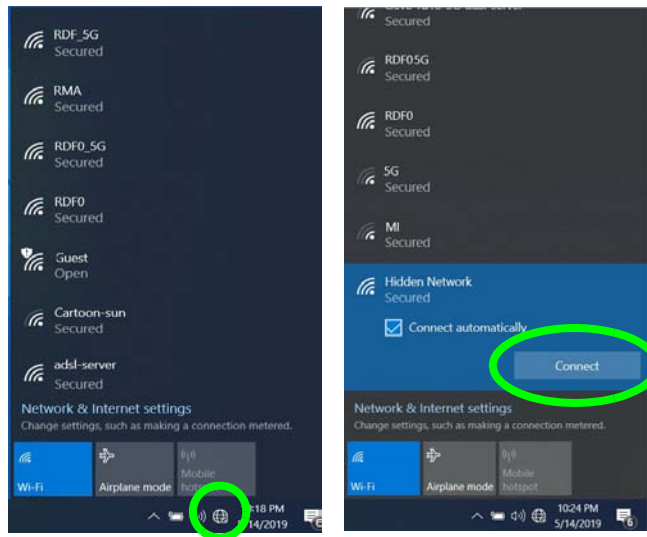 RDF_5G
Secured
RMA
Secured
RDF0_5G
Secured
RDF0
Secured
Guest
Open
Cartoon-sun
Secured
adsl-server
Secured
Network & Internet settings
Change settings, such as making a connection metered.
Wi-Fi
Airplane mode
Mobile
hotspot
:18 PM
5/14/2019
Secured
RDF05G
Secured
RDF0
Secured
5G
Secured
MI
Secured
Hidden Network
Secured
Connect automatically
Connect
Network & Internet settings
Change settings, such as making a connection metered.
Wi-Fi
Airplane mode
Mobile
hotspot
10:24 PM
5/14/2019
6